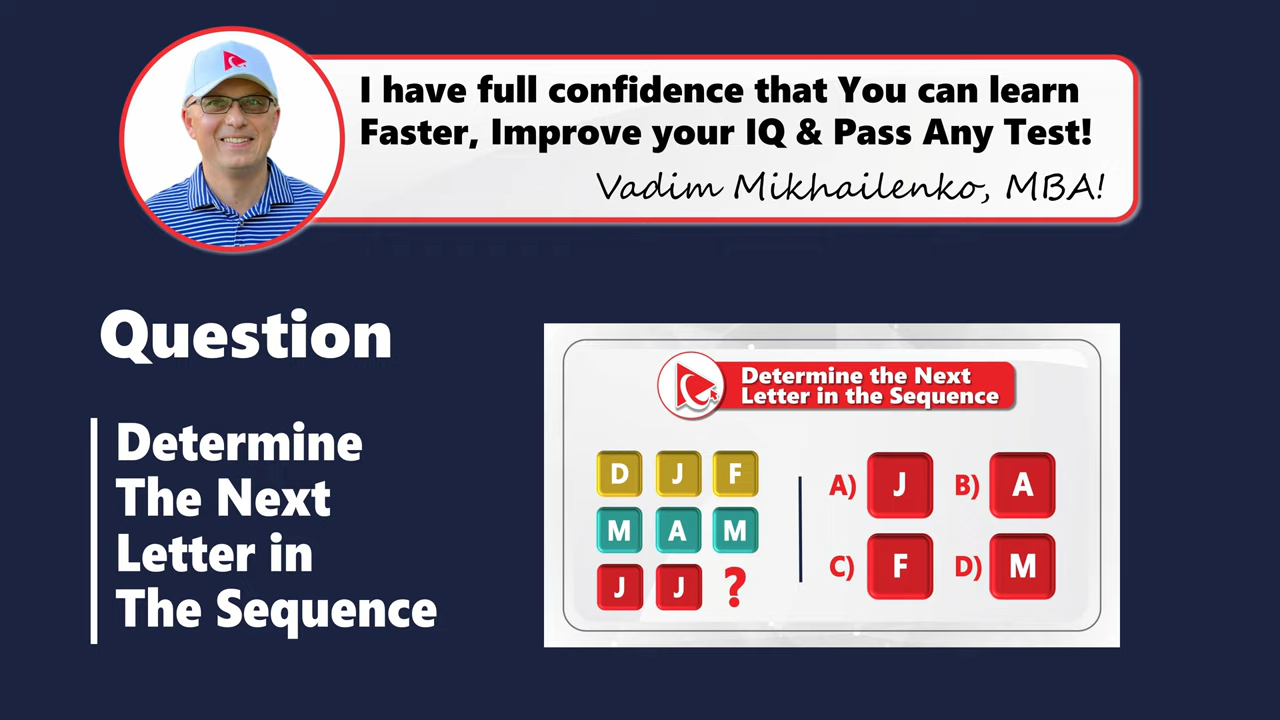 I have full confidence that You can learn
Faster, Improve your IQ & Pass Any Test!
Vadim Mikhailenko, MBA!
Question
Determine
The Next
Letter in
The Sequence
Determine the Next
Letter in the Sequence
D J F
M A M
J J ?
A) J B) A
C) F D) M